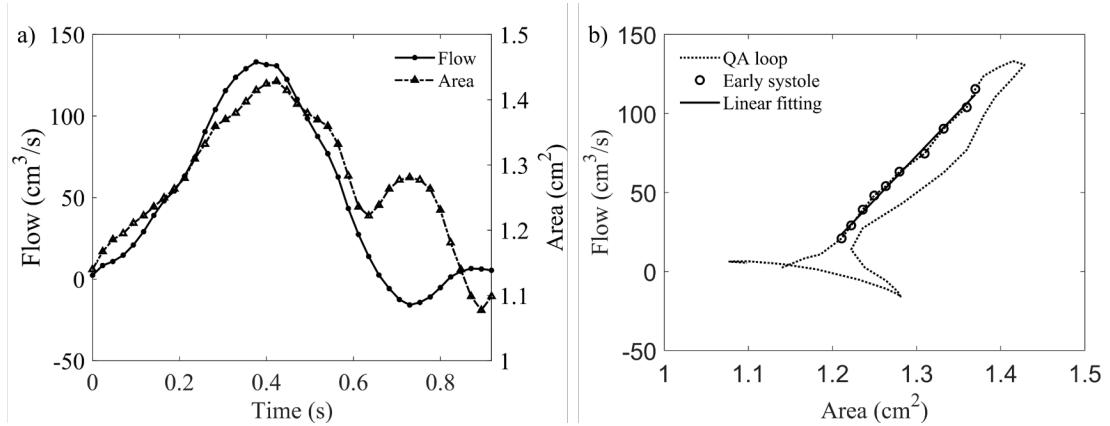 a)
150
100
50
0
-50
Flow (cm³/s)
1.5
1.4
1.3
1.2
1.1
1
Area (cm²)
Flow
Area
0 0.2 0.4 0.6 0.8
Time (s)
b)
150
100
50
0
-50
Flow (cm³/s)
QA loop
Early systole
Linear fitting
1 1.1 1.2 1.3 1.4 1.5
Area (cm²)